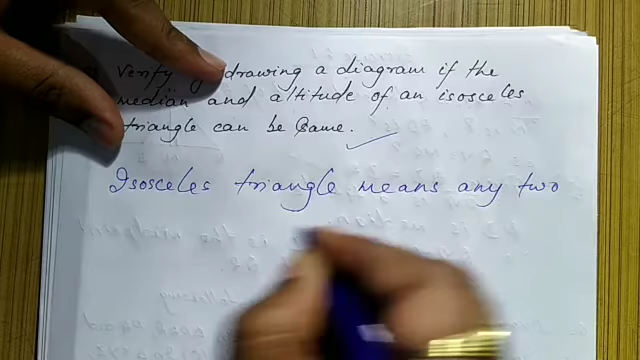 Verify by drawing a diagram if the
median and altitude of an isosceles
triangle can be same.
Isosceles triangle means any two